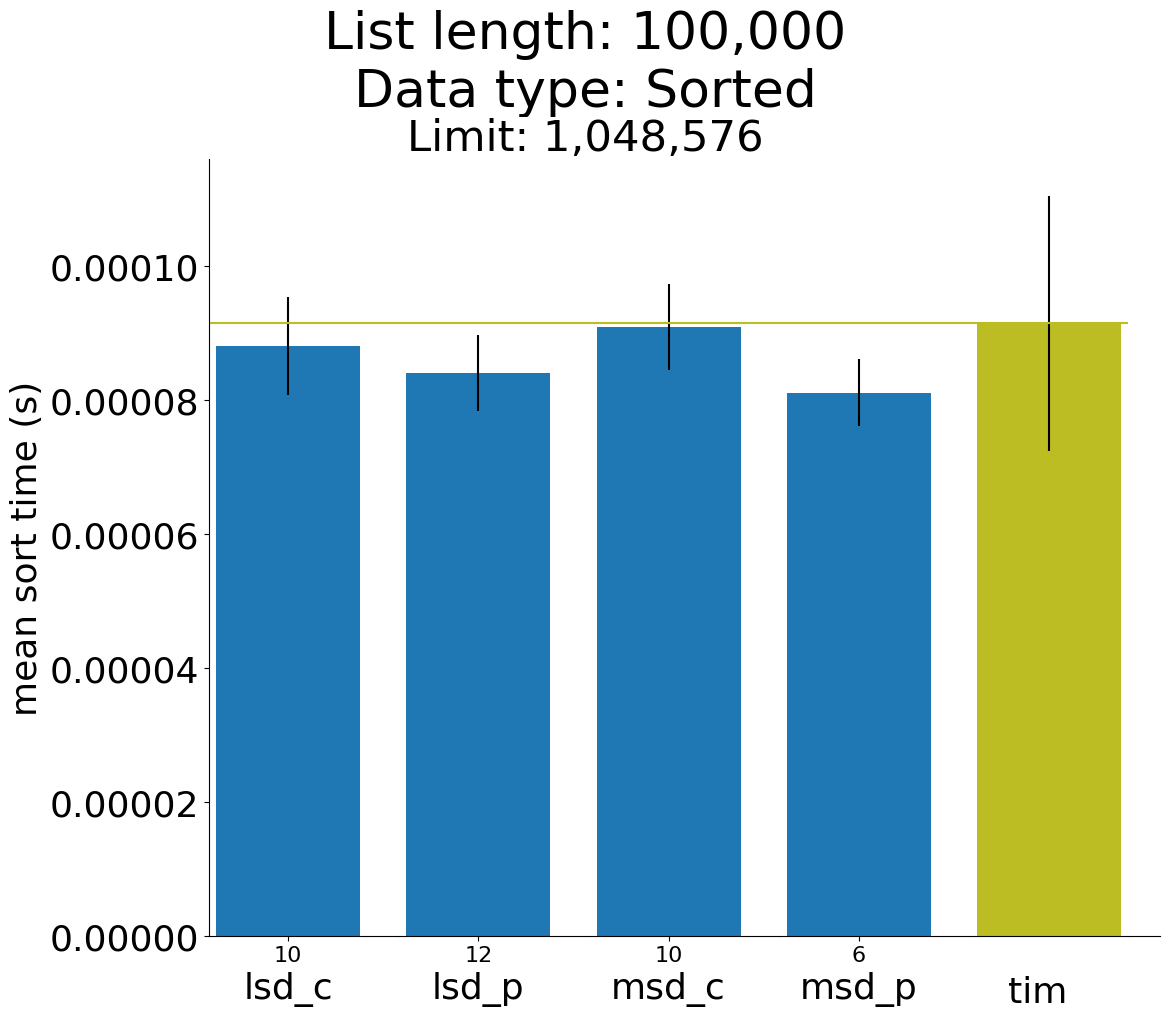 List length: 100,000
Data type: Sorted
Limit: 1,048,576
mean sort time (s)
0.00010
0.00008
0.00006
0.00004
0.00002
0.00000
10 12 10 6
lsd_c lsd_p msd_c msd_p tim